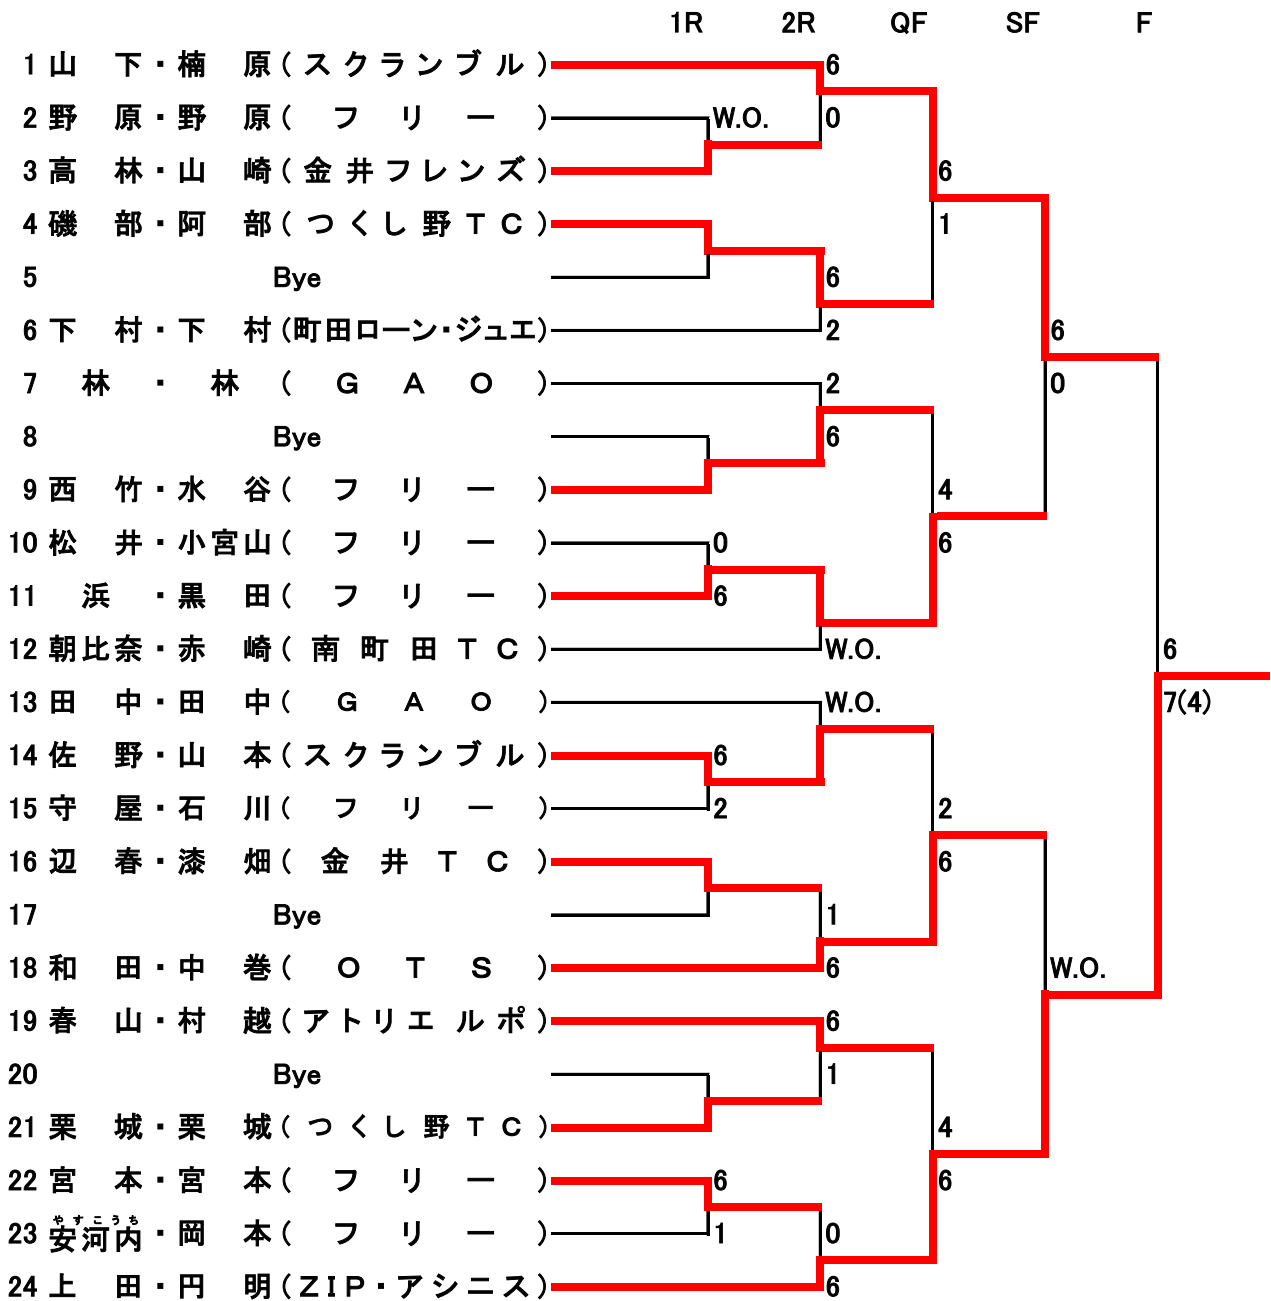 1R 2R QF SF F
1 山 下・楠 原 (スクランブル) 6
2 野 原・野 原 ( フ リ ー ) W.O. 0
3 高 林・山 崎 (金井フレンズ) 6
4 磯 部・阿 部 (つくし野TC) 1
5 Bye 6
6 下 村・下 村 (町田ローン・ジュエ) 2 6
7 林 ・ 林 ( G A O ) 2 0
8 Bye 6
9 西 竹・水 谷 ( フ リ ー ) 4
10 松 井・小宮山 ( フ リ ー ) 0 6
11 浜 ・黒 田 ( フ リ ー ) 6
12 朝比奈・赤 崎 (南町田TC) W.O. 6
13 田 中・田 中 ( G A O ) W.O. 7(4)
14 佐 野・山 本 (スクランブル) 6
15 守 屋・石 川 ( フ リ ー ) 2 2
16 辺 春・漆 畑 (金井TC) 6
17 Bye 1
18 和 田・中 巻 ( O T S ) 6 W.O.
19 春 山・村 越 (アトリエ ルポ) 6
20 Bye 1
21 栗 城・栗 城 (つくし野TC) 4
22 宮 本・宮 本 ( フ リ ー ) 6 6
やすこうち
23 安河内・岡 本 ( フ リ ー ) 1 0
24 上 田・円 明 (ZIP・アシニス) 6